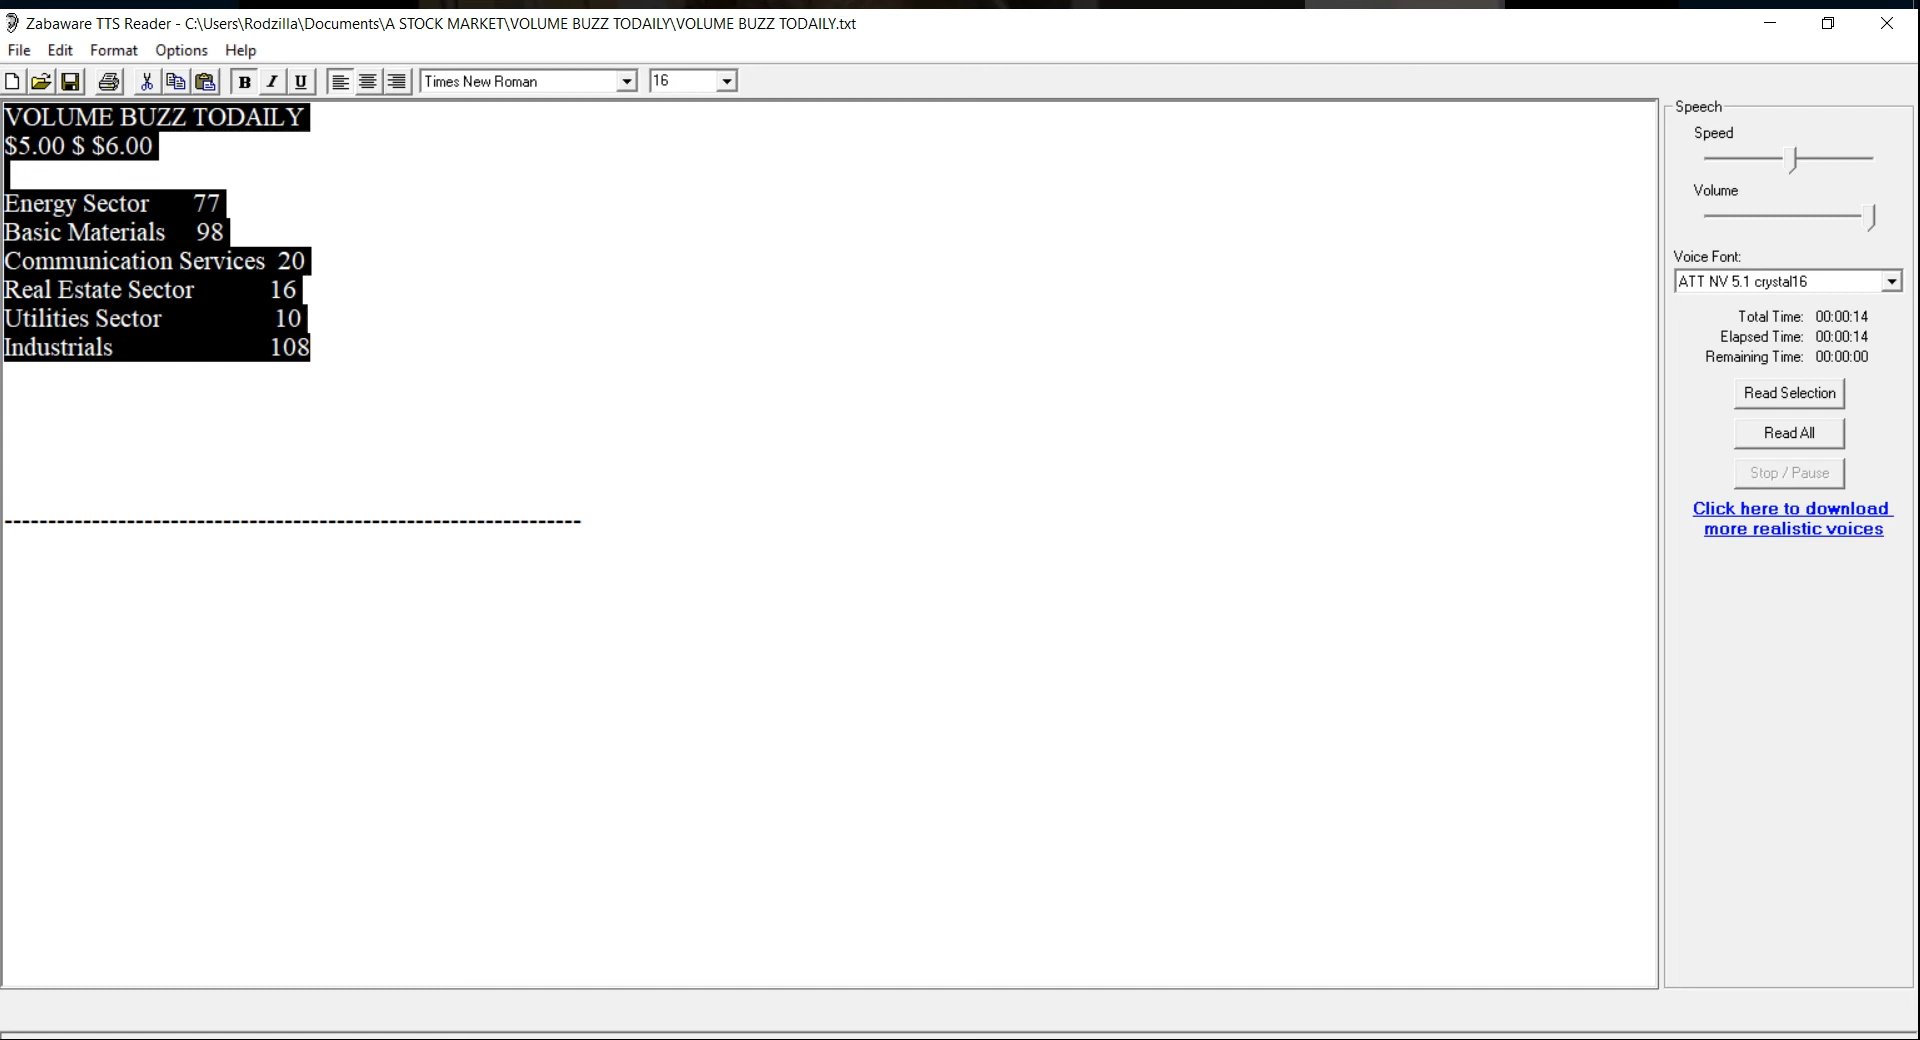 Zabaware TTS Reader - C:\Users\Rodzilla\Documents\A STOCK MARKET\VOLUME BUZZ TODAILY\VOLUME BUZZ TODAILY.txt
File Edit Format Options Help
B I U Times New Roman 16
VOLUME BUZZ TODAILY
$5.00 $ $6.00
Energy Sector 77
Basic Materials 98
Communication Services 20
Real Estate Sector 16
Utilities Sector 10
Industrials 108
-----------------------------------------------------------------
Speech
Speed
Volume
Voice Font:
ATT NV 5.1 crystal16
Total Time: 00:00:14
Elapsed Time: 00:00:14
Remaining Time: 00:00:00
Read Selection
Read All
Stop / Pause
Click here to download
more realistic voices